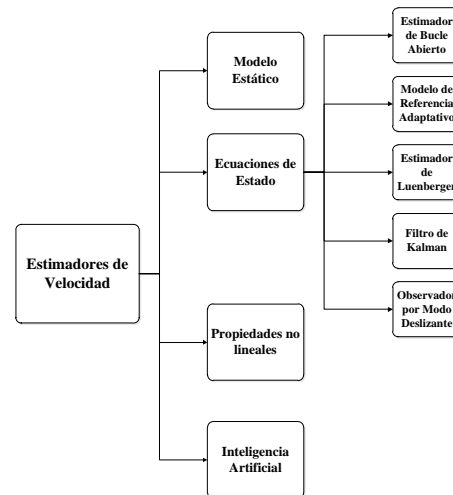 Estimadores de
Velocidad
Modelo
Estático
Ecuaciones de
Estado
Propiedades no
lineales
Inteligencia
Artificial
Estimador
de Bucle
Abierto
Modelo de
Referencia
Adaptativo
Estimador
de
Luenberger
Filtro de
Kalman
Observador
por Modo
Deslizante